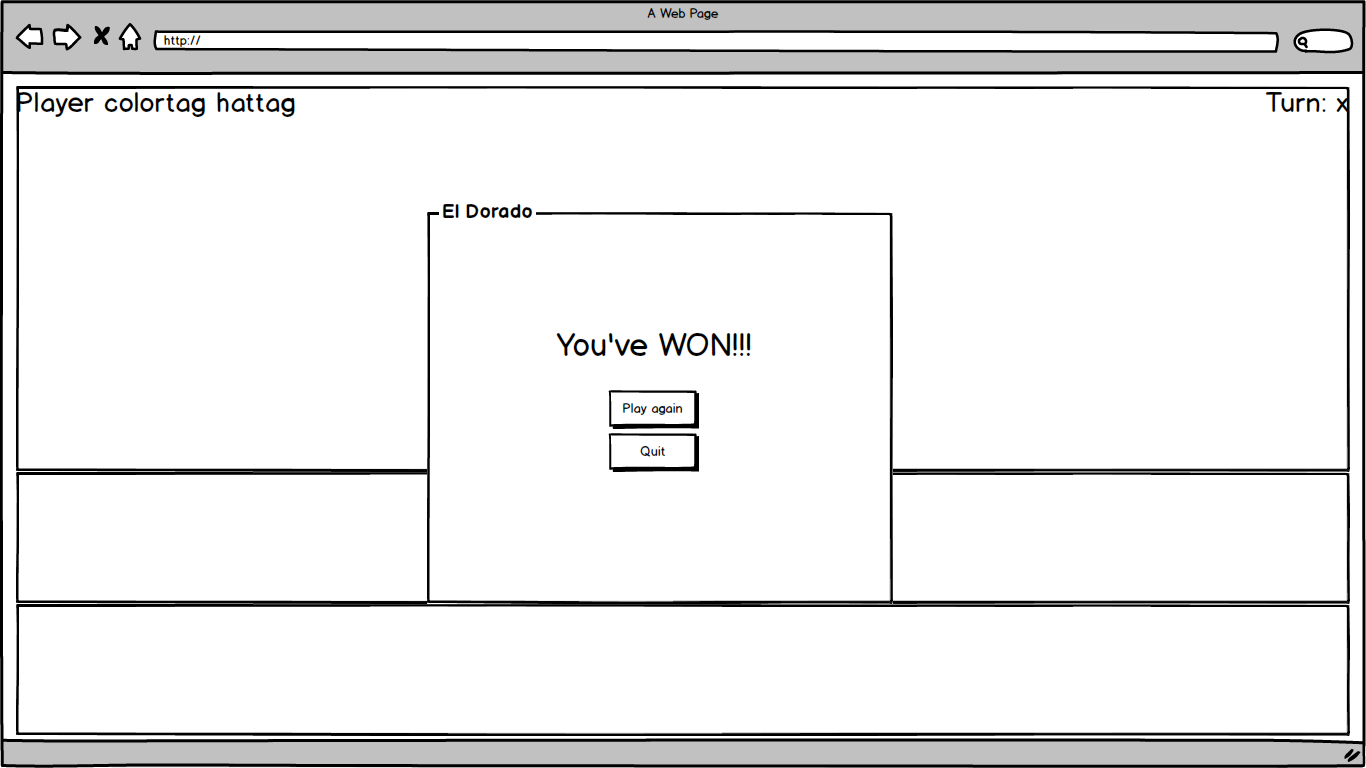 A Web Page
http://
Player colortag hattag
Turn: x
El Dorado
You've WON!!!
Play again
Quit